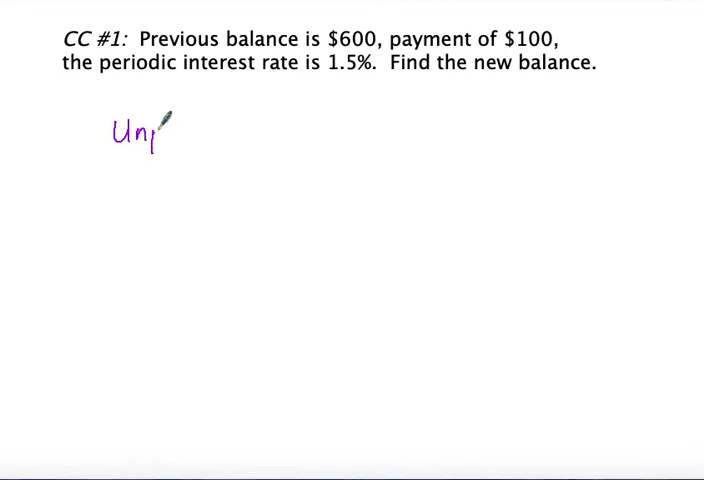 CC #1: Previous balance is $600, payment of $100,
the periodic interest rate is 1.5%. Find the new balance.
Unp